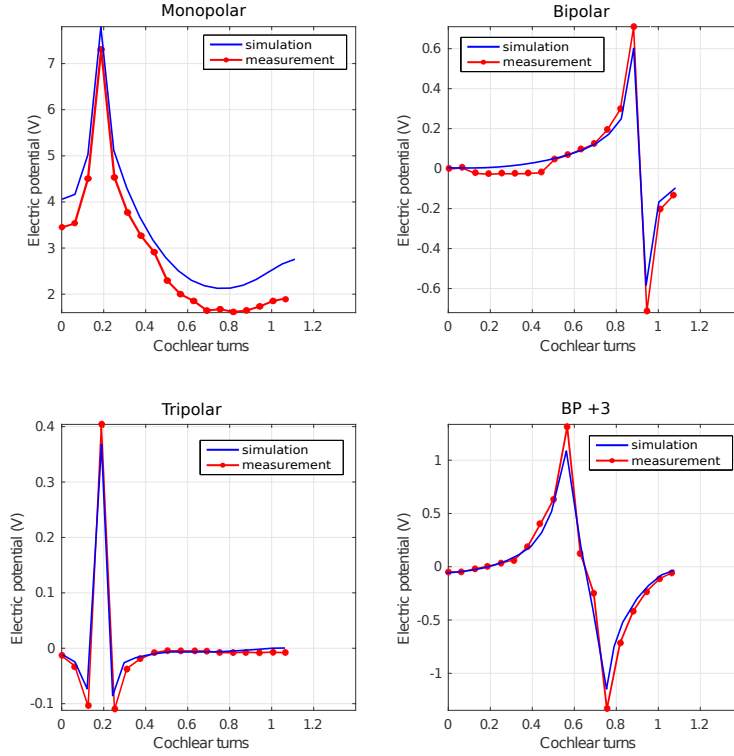 Monopolar
simulation
measurement
Electric potential (V)
7
6
5
4
3
2
0 0.2 0.4 0.6 0.8 1 1.2
Cochlear turns
Bipolar
simulation
measurement
Electric potential (V)
0.6
0.4
0.2
0
-0.2
-0.4
-0.6
0 0.2 0.4 0.6 0.8 1 1.2
Cochlear turns
Tripolar
simulation
measurement
Electric potential (V)
0.4
0.3
0.2
0.1
0
-0.1
0 0.2 0.4 0.6 0.8 1 1.2
Cochlear turns
BP +3
simulation
measurement
Electric potential (V)
1
0.5
0
-0.5
-1
0 0.2 0.4 0.6 0.8 1 1.2
Cochlear turns